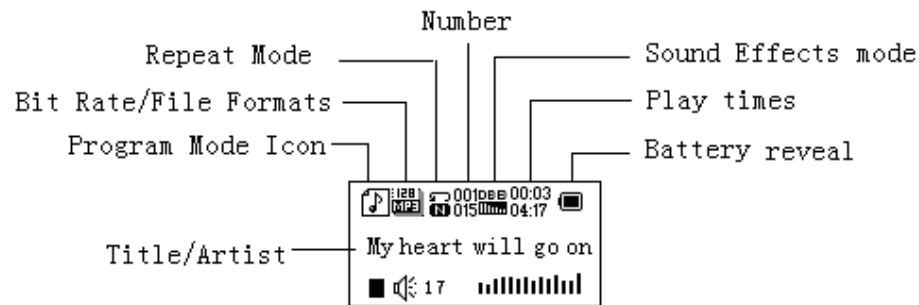 Number
Repeat Mode
Sound Effects mode
Bit Rate/File Formats
Play times
Program Mode Icon
Battery reveal
128 001 DBB 00:03
MP3 N 015 04:17
Title/Artist
My heart will go on
17